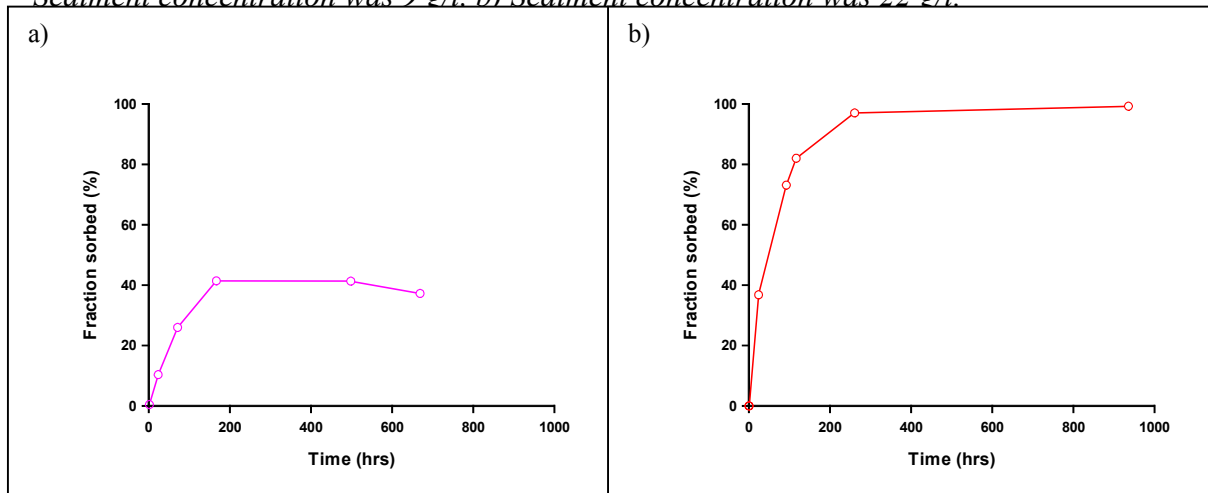 Sediment concentration was 9 g/l. b) Sediment concentration was 22 g/l.
a)
100
80
60
40
20
0
Fraction sorbed (%)
0 200 400 600 800 1000
Time (hrs)
b)
100
80
60
40
20
0
Fraction sorbed (%)
0 200 400 600 800 1000
Time (hrs)